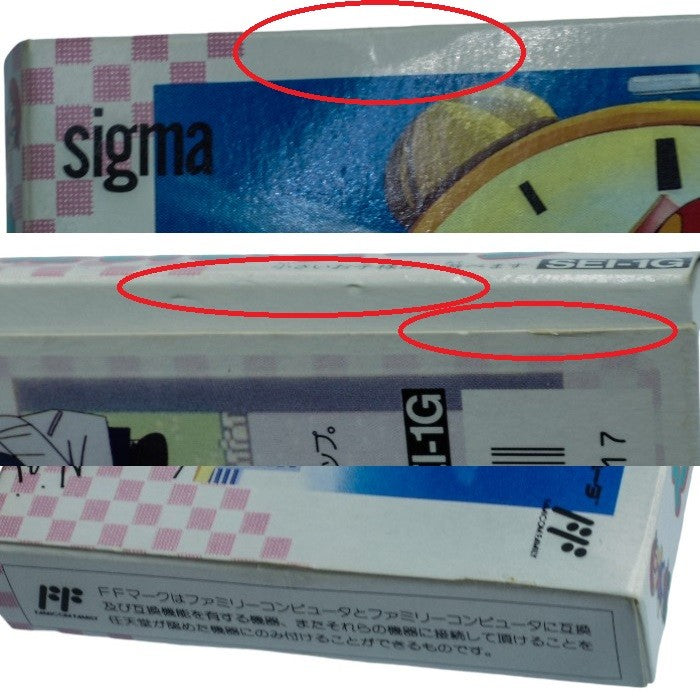 sigma
SEI-1G
ップ。
EI-1G
17
FF
FFマークはファミリーコンピュータとファミリーコンピュータに互換
及び互換機能を有する機器、またそれらの機器に接続して頂けることを
任天堂が認めた機器にのみ付けることができるものです。